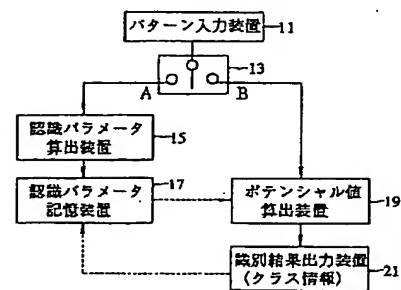 パターン入力装置
11
13
A
B
認識パラメータ
算出装置
15
認識パラメータ
記憶装置
17
ポテンシャル値
算出装置
19
識別結果出力装置
(クラス情報)
21